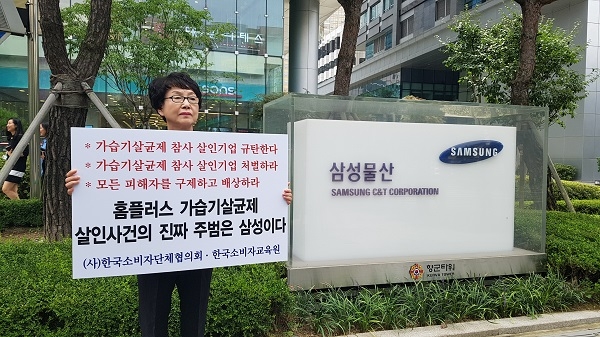 * 가습기살균제 참사 살인기업 규탄한다
* 가습기살균제 참사 살인기업 처벌하라
* 모든 피해자를 구제하고 배상하라
홈플러스 가습기살균제
살인사건의 진짜 주범은 삼성이다
(사)한국소비자단체협의회 · 한국소비자교육원
삼성물산
SAMSUNG C&T CORPORATION
SAMSUNG
향군타워